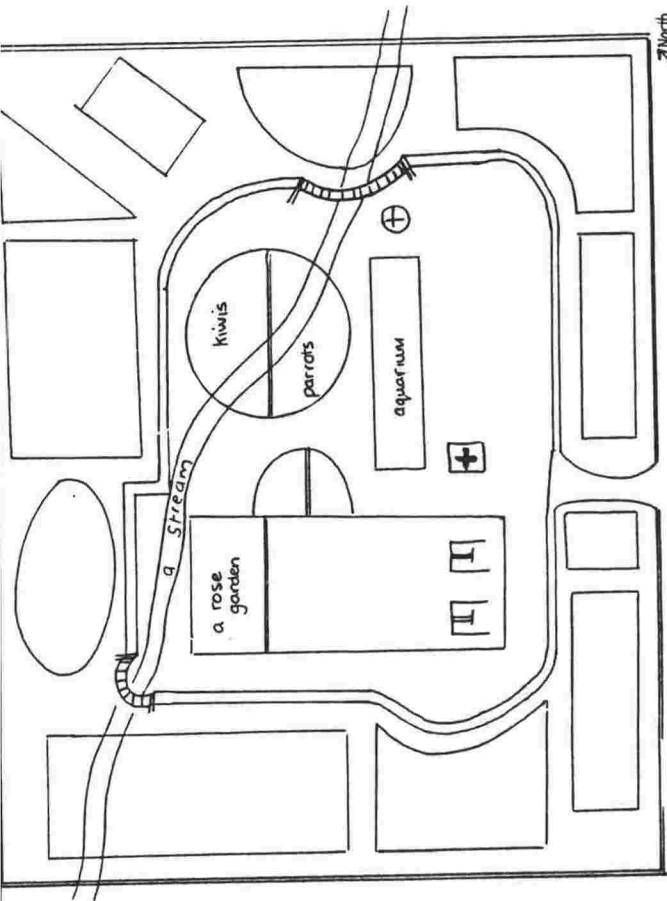 North
kiwis
parrots
aquarium
a stream
a rose
garden